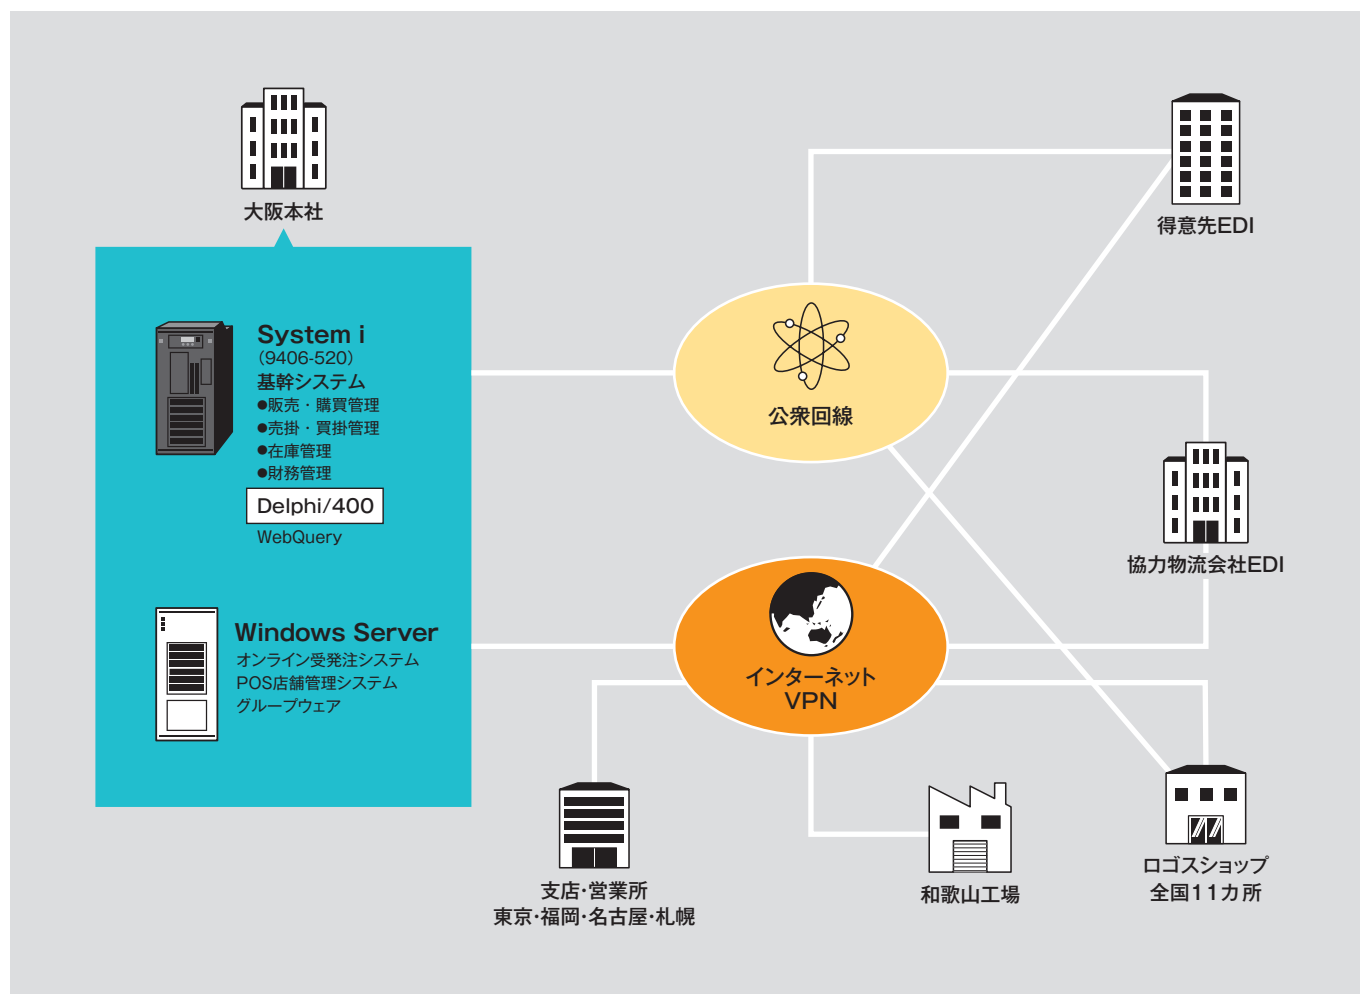 大阪本社
System i
(9406-520)
基幹システム
●販売・購買管理
●売掛・買掛管理
●在庫管理
●財務管理
Delphi/400
WebQuery
Windows Server
オンライン受発注システム
POS店舗管理システム
グループウェア
公衆回線
インターネット
VPN
得意先EDI
協力物流会社EDI
支店・営業所
東京・福岡・名古屋・札幌
和歌山工場
ロゴスショップ
全国11カ所